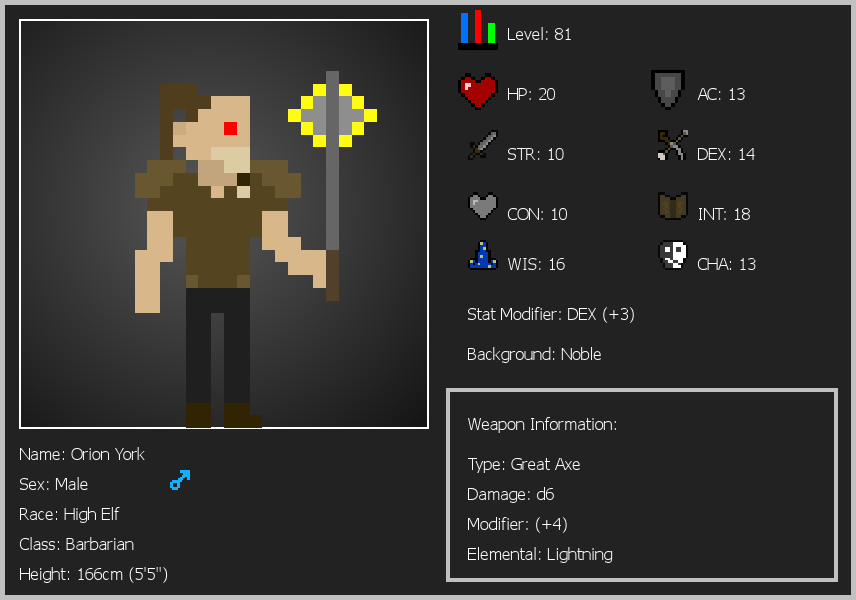 Level: 81
HP: 20
AC: 13
STR: 10
DEX: 14
CON: 10
INT: 18
WIS: 16
CHA: 13
Stat Modifier: DEX (+3)
Background: Noble
Weapon Information:
Type: Great Axe
Damage: d6
Modifier: (+4)
Elemental: Lightning
Name: Orion York
Sex: Male
Race: High Elf
Class: Barbarian
Height: 166cm (5'5")